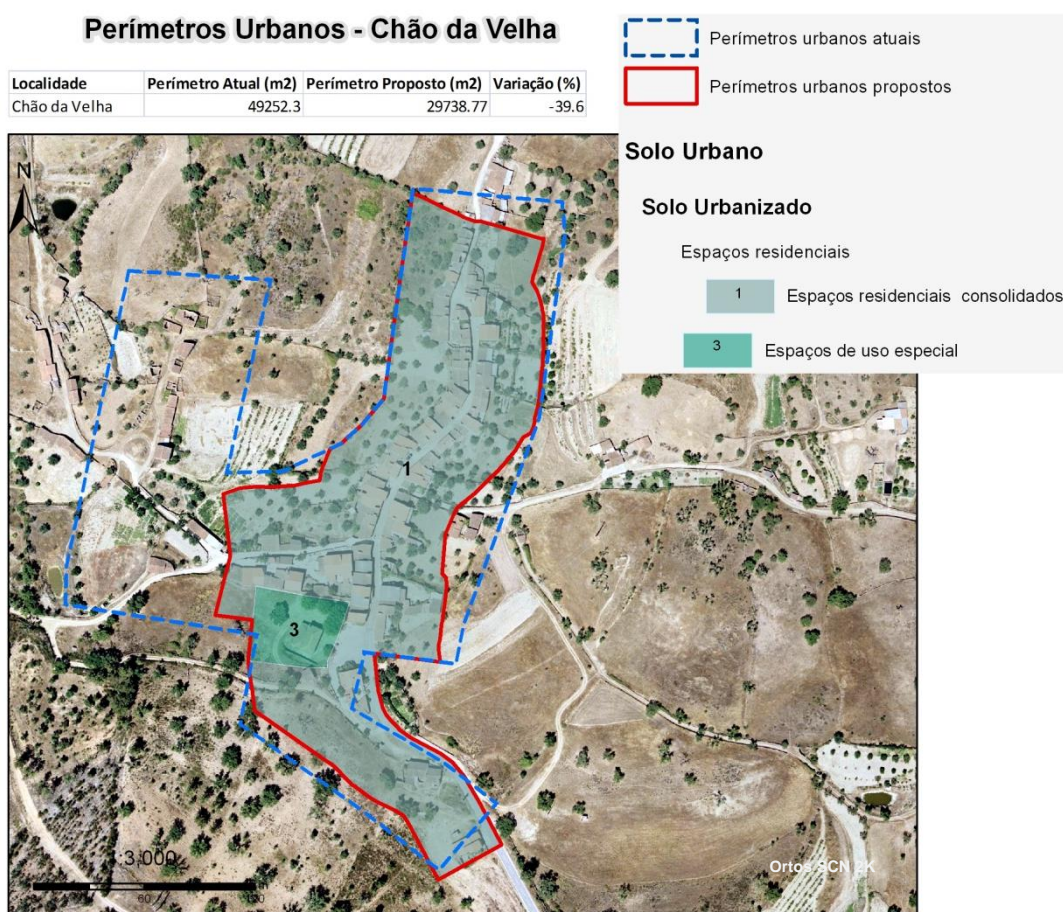 Perímetros Urbanos - Chão da Velha
Localidade Perímetro Atual (m2) Perímetro Proposto (m2) Variação (%)
Chão da Velha 49252.3 29738.77 -39.6
Perímetros urbanos atuais
Perímetros urbanos propostos
Solo Urbano
Solo Urbanizado
Espaços residenciais
1 Espaços residenciais consolidados
3 Espaços de uso especial
N
1
3
3,000
60
Ortos SCN 2K